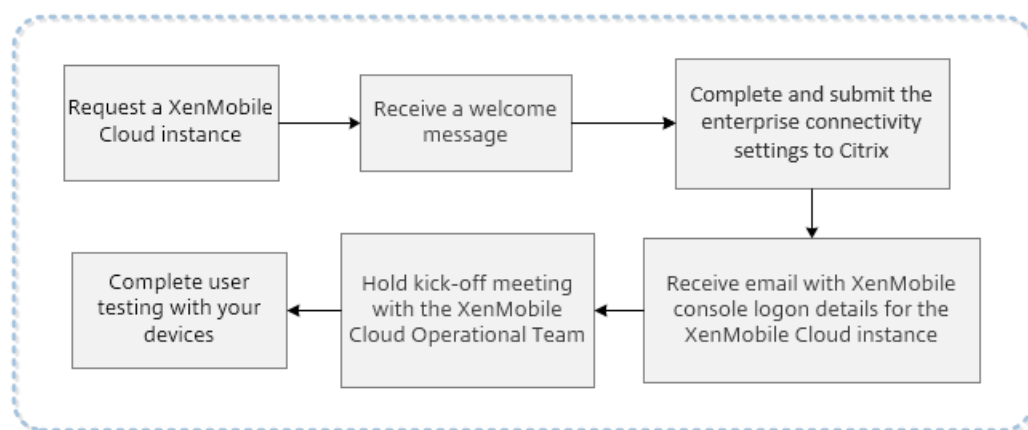 Request a XenMobile
Cloud instance
Receive a welcome
message
Complete and submit the
enterprise connectivity
settings to Citrix
Receive email with XenMobile
console logon details for the
XenMobile Cloud instance
Hold kick-off meeting
with the XenMobile
Cloud Operational Team
Complete user
testing with your
devices